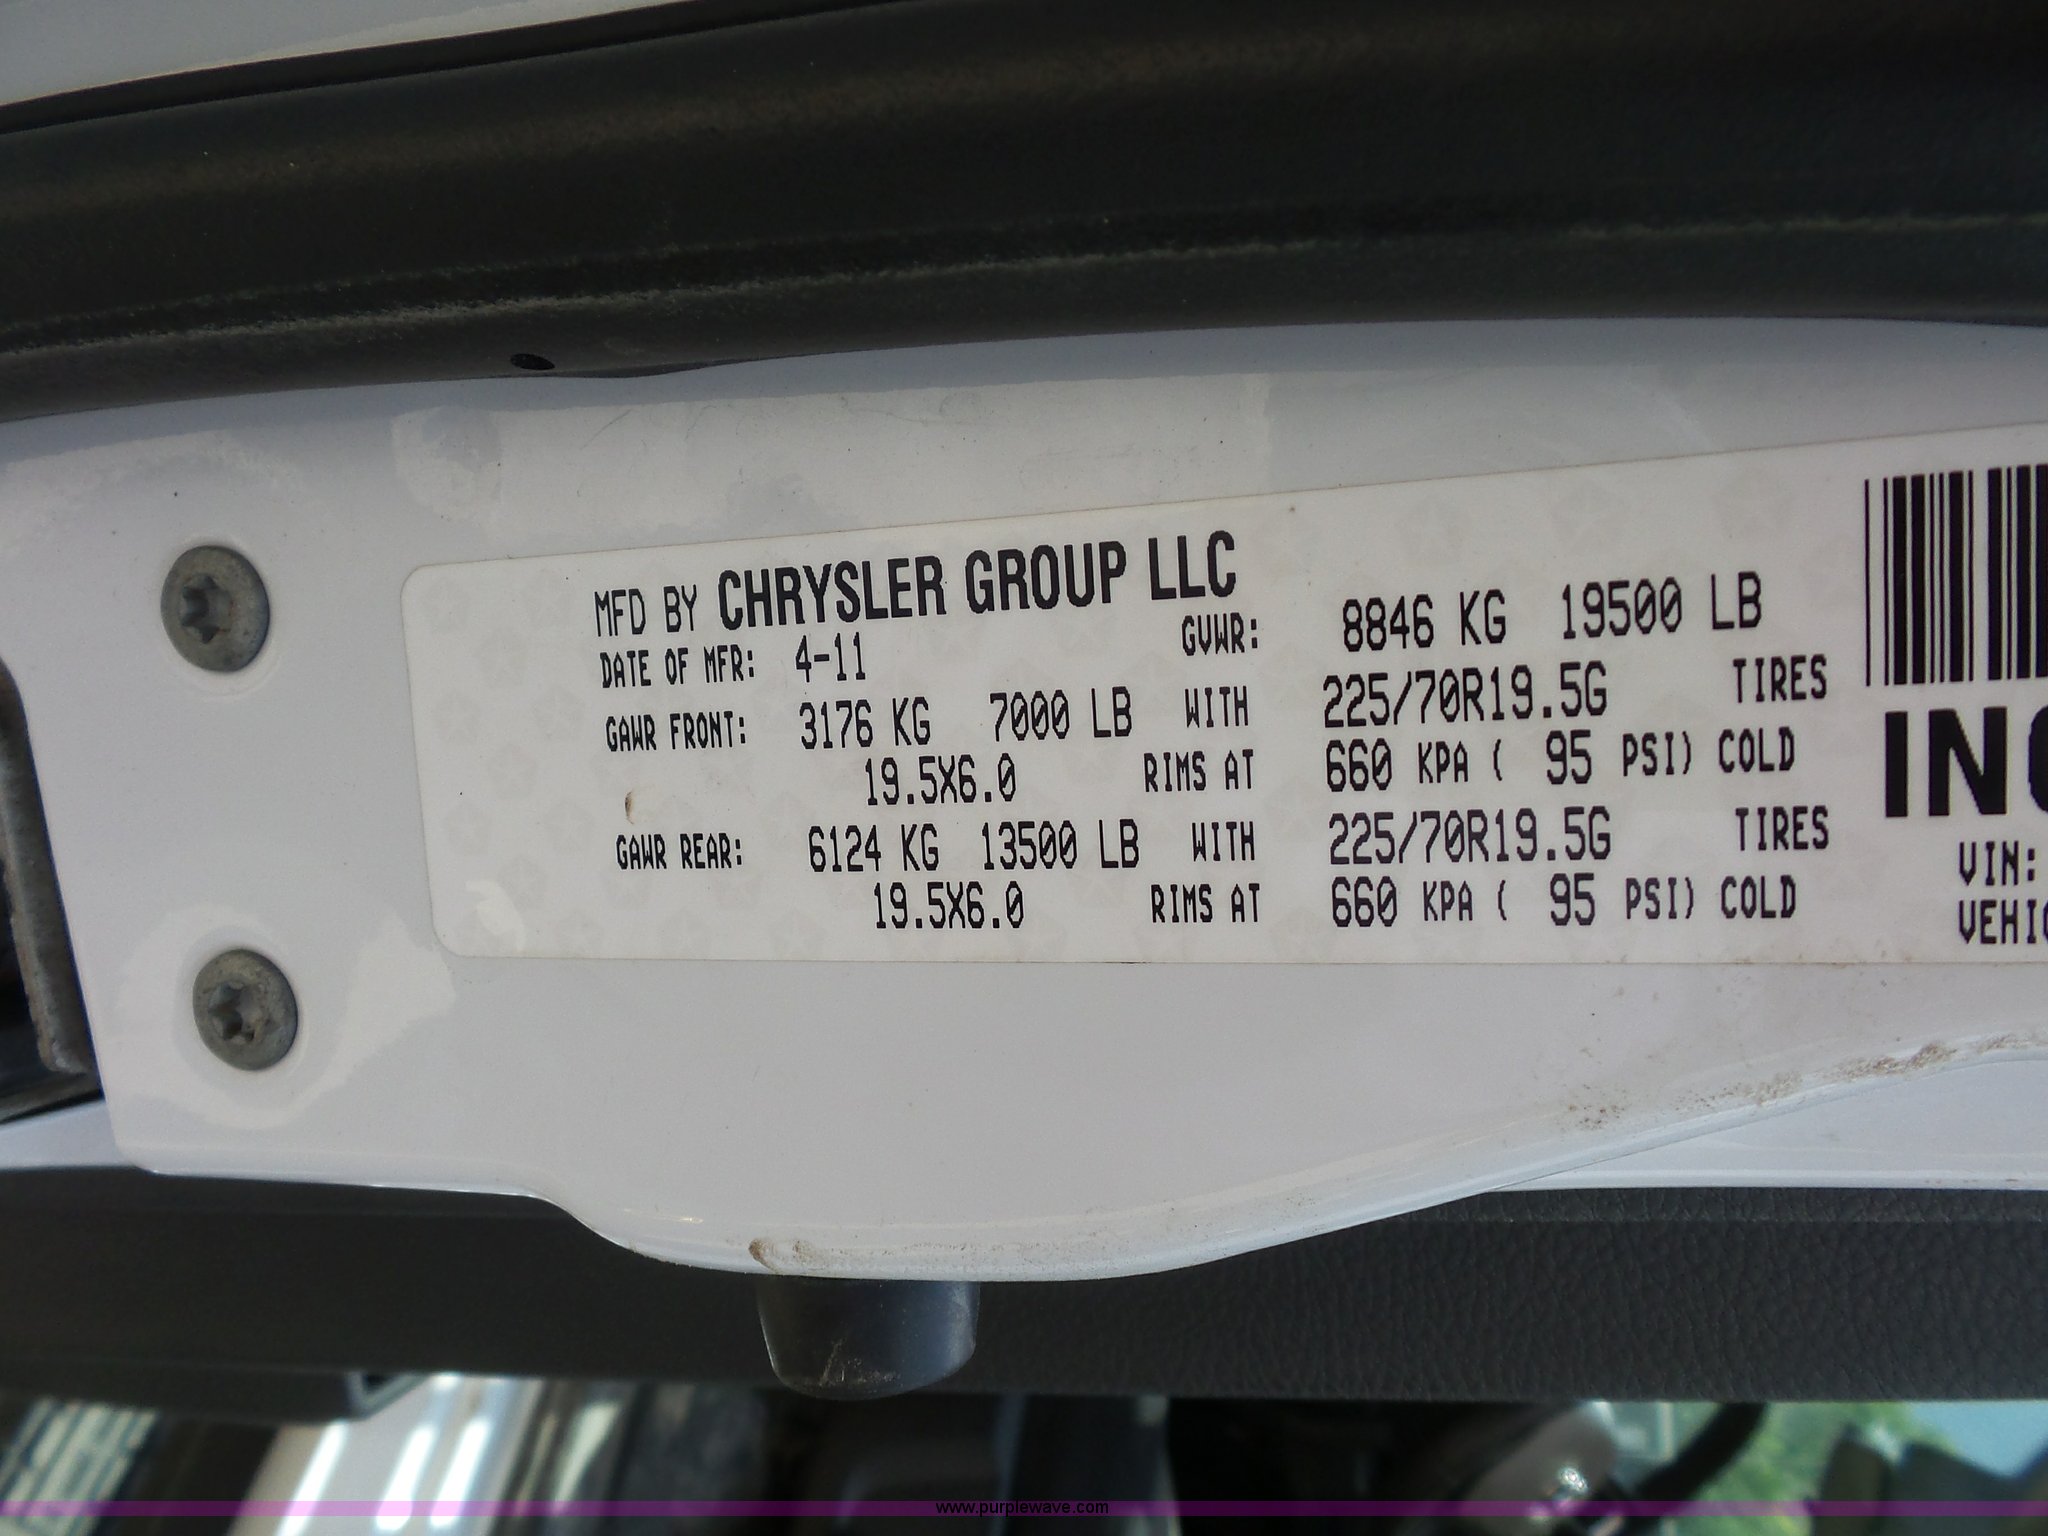 MFD BY CHRYSLER GROUP LLC
DATE OF MFR: 4-11 GVWR: 8846 KG 19500 LB
GAWR FRONT: 3176 KG 7000 LB WITH 225/70R19.5G TIRES
19.5X6.0 RIMS AT 660 KPA ( 95 PSI) COLD
GAWR REAR: 6124 KG 13500 LB WITH 225/70R19.5G TIRES
19.5X6.0 RIMS AT 660 KPA ( 95 PSI) COLD
VIN:
www.purplewave.com